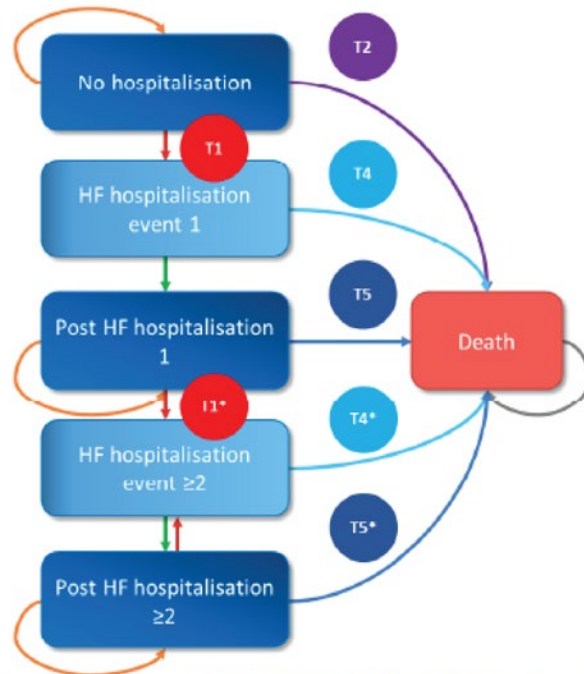 T2
No hospitalisation
T1
T4
HF hospitalisation
event 1
T5
Post HF hospitalisation
1
Death
T1*
T4*
HF hospitalisation
event ≥2
T5*
Post HF hospitalisation
≥2